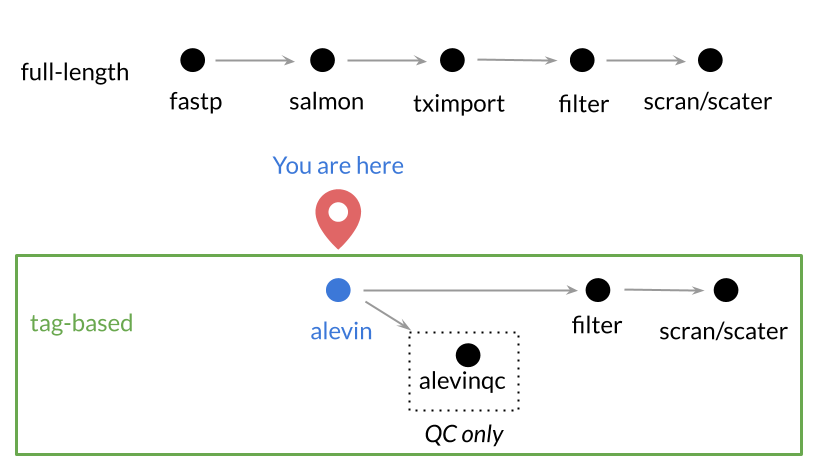 full-length
fastp
salmon
tximport
filter
scran/scater
You are here
tag-based
alevin
filter
scran/scater
alevinqc
QC only